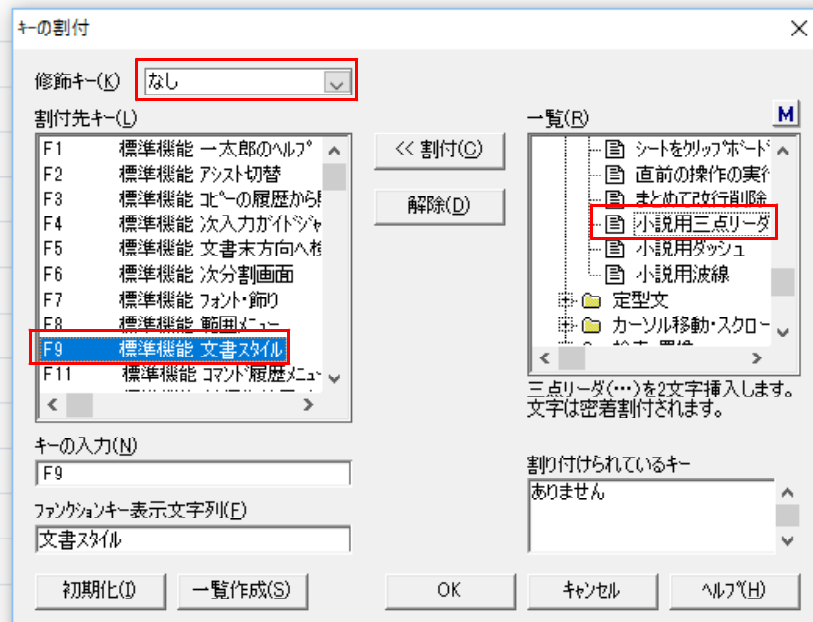 キーの割付
修飾キー(K) なし
割付先キー(L)
F1 標準機能 一太郎のヘルプ
F2 標準機能 アシスト切替
F3 標準機能 コピーの履歴から
F4 標準機能 次入力ガイドジャ
F5 標準機能 文書末方向へ
F6 標準機能 次分割画面
F7 標準機能 フォント・飾り
F8 標準機能 範囲メニュー
F9 標準機能 文書スタイル
F11 標準機能 コマンド履歴メニュー
<< 割付(C)
解除(D)
一覧(R)
M
シートをクリップボード
直前の操作の実行
まとめて改行削除
小説用三点リーダ
小説用ダッシュ
小説用波線
定型文
カーソル移動・スクロー
三点リーダ(…)を2文字挿入します。
文字は密着割付されます。
キーの入力(N)
F9
ファンクションキー表示文字列(F)
文書スタイル
割り付けられているキー
ありません
初期化(I)
一覧作成(S)
OK
キャンセル
ヘルプ(H)